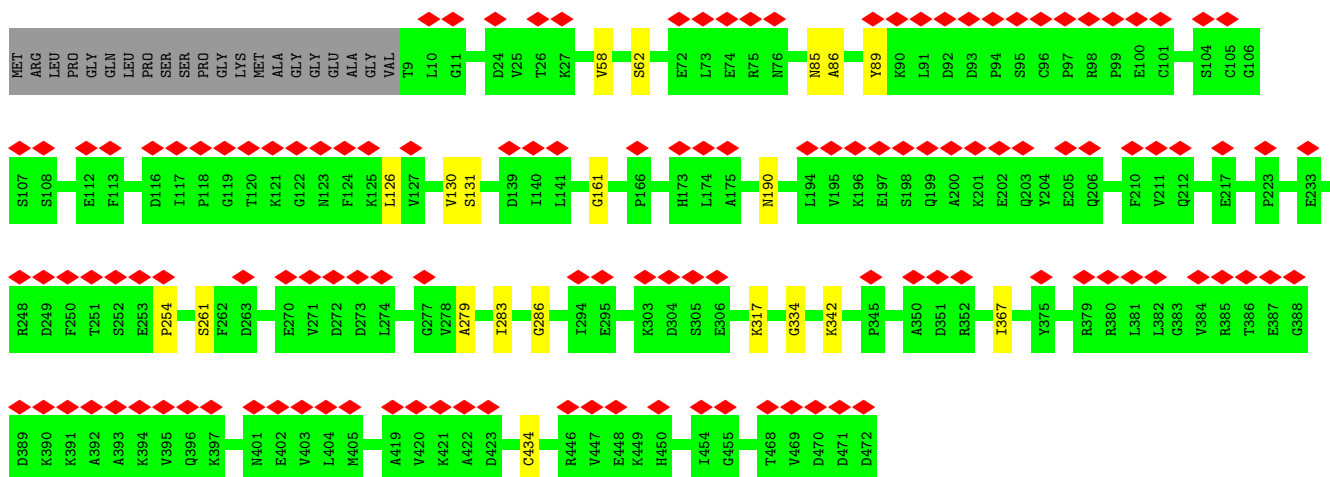 MET ARG LEU PRO GLY GLN LEU PRO SER SER PRO GLY LYS MET ALA GLY GLY GLU ALA GLY VAL T9 L10 G11 D24 V25 T26 K27 V58 S62 E72 L73 E74 R75 N76 N85 A86 Y89 K90 L91 D92 D93 P94 S95 C96 P97 R98 P99 E100 C101 S104 C105 G106
S107 S108 E112 F113 D116 I117 P118 G119 T120 K121 G122 N123 F124 K125 L126 V127 V130 S131 D139 I140 L141 G161 P166 H173 L174 A175 N190 L194 V195 K196 E197 S198 Q199 A200 K201 E202 Q203 Y204 E205 Q206 F210 V211 Q212 E217 P223 E233
R248 D249 F250 T251 S252 E253 P254 S261 F262 D263 E270 V271 D272 D273 L274 G277 V278 A279 I283 G286 I294 E295 K303 D304 S305 E306 K317 G334 K342 P345 A350 D351 R352 I367 Y375 R379 R380 L381 L382 G383 V384 R385 T386 E387 G388
D389 K390 K391 A392 A393 K394 V395 Q396 K397 N401 E402 V403 L404 M405 A419 V420 K421 A422 D423 C434 R446 V447 E448 K449 H450 I454 G455 T468 V469 D470 D471 D472